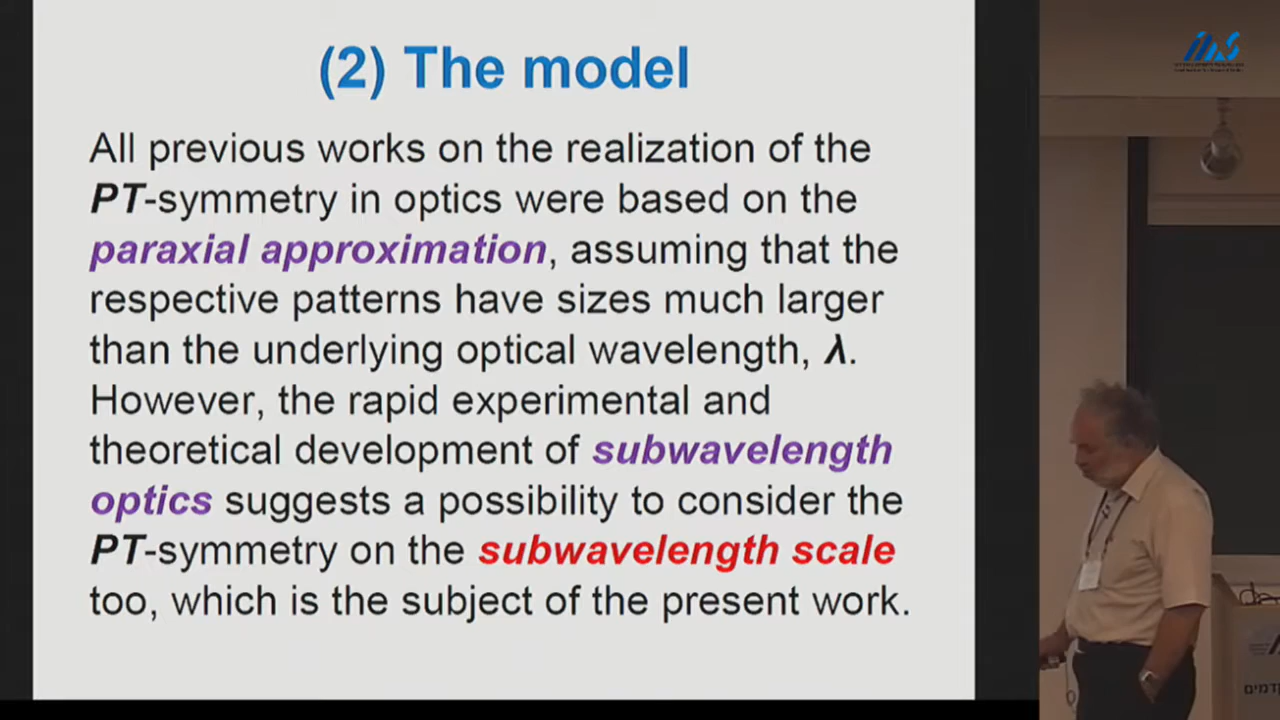 (2) The model
All previous works on the realization of the
PT-symmetry in optics were based on the
paraxial approximation, assuming that the
respective patterns have sizes much larger
than the underlying optical wavelength, λ.
However, the rapid experimental and
theoretical development of subwavelength
optics suggests a possibility to consider the
PT-symmetry on the subwavelength scale
too, which is the subject of the present work.